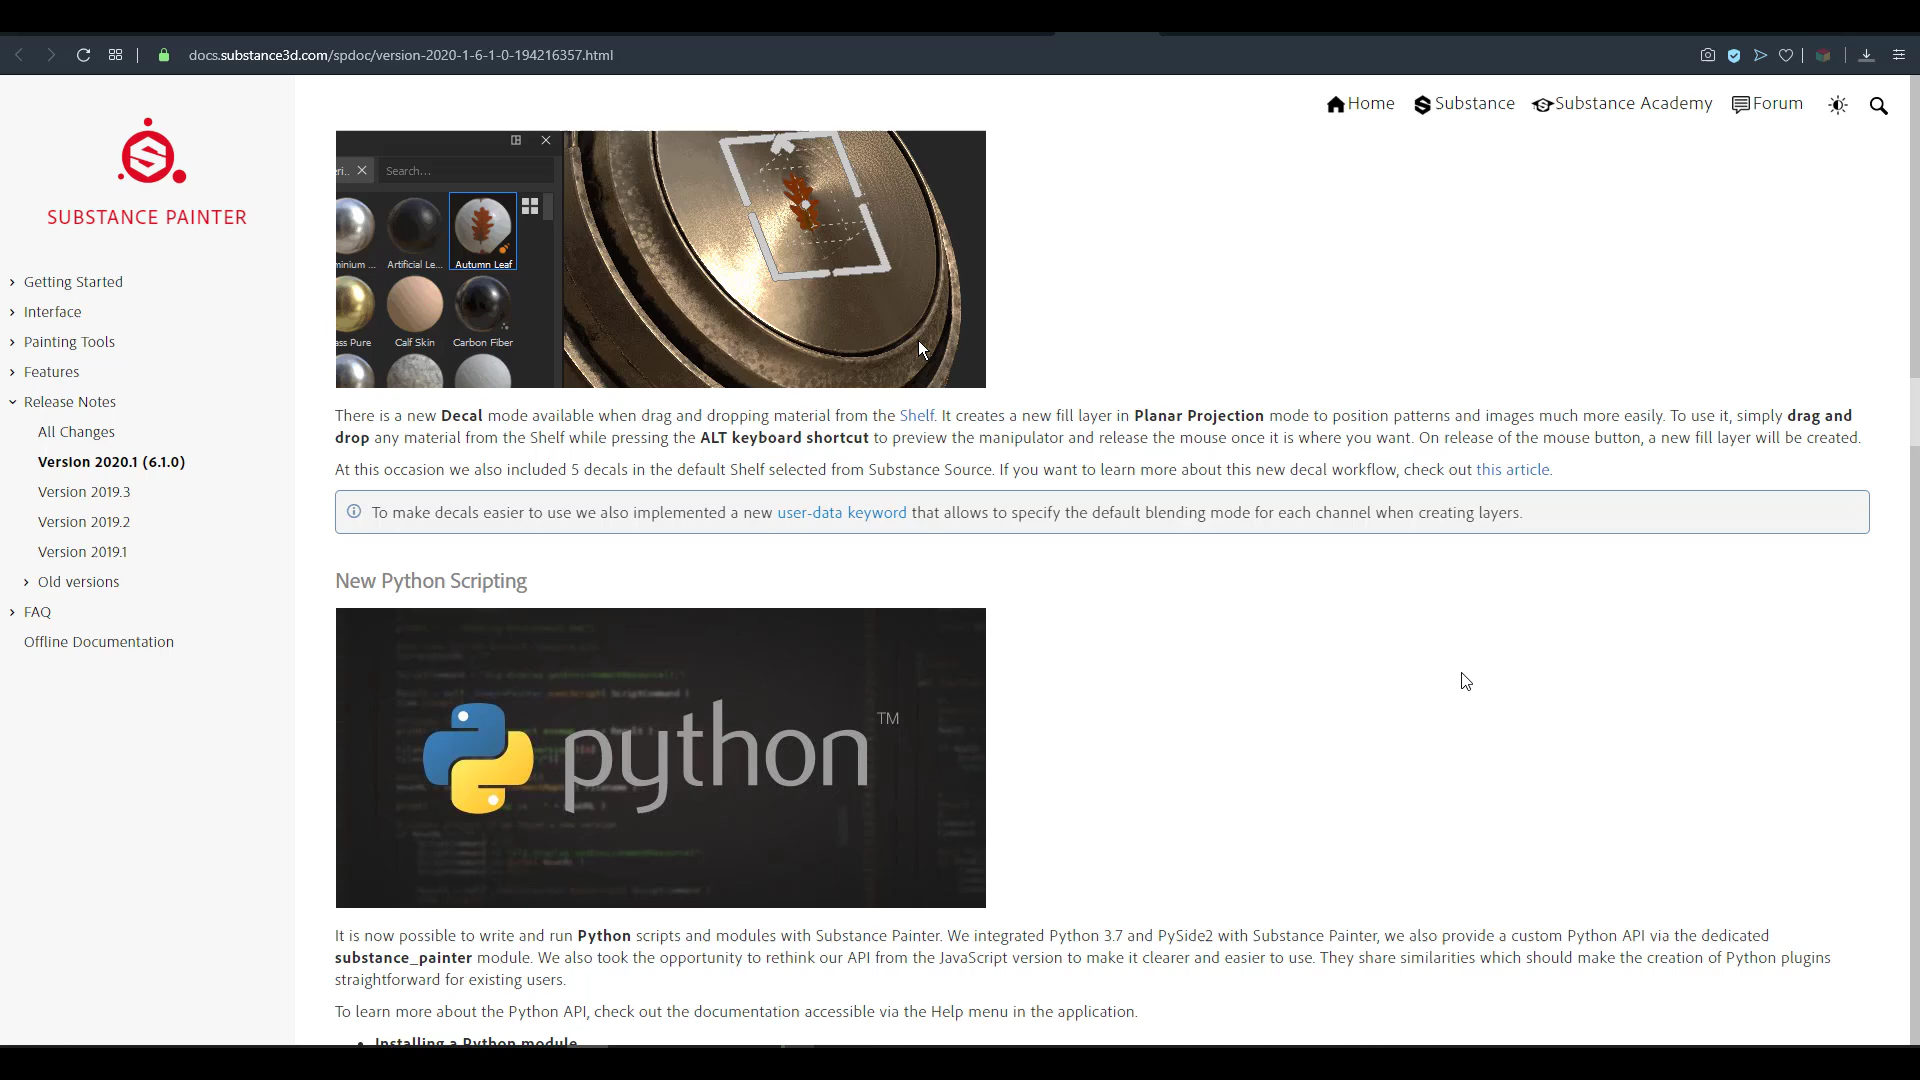 docs.substance3d.com/spdoc/version-2020-1-6-1-0-194216357.html
Home Substance Substance Academy Forum
SUBSTANCE PAINTER
Getting Started
Interface
Painting Tools
Features
Release Notes
All Changes
Version 2020.1 (6.1.0)
Version 2019.3
Version 2019.2
Version 2019.1
Old versions
FAQ
Offline Documentation
eri.. Search...
minium ... Artificial Le... Autumn Leaf
ass Pure Calf Skin Carbon Fiber
There is a new Decal mode available when drag and dropping material from the Shelf. It creates a new fill layer in Planar Projection mode to position patterns and images much more easily. To use it, simply drag and
drop any material from the Shelf while pressing the ALT keyboard shortcut to preview the manipulator and release the mouse once it is where you want. On release of the mouse button, a new fill layer will be created.
At this occasion we also included 5 decals in the default Shelf selected from Substance Source. If you want to learn more about this new decal workflow, check out this article.
To make decals easier to use we also implemented a new user-data keyword that allows to specify the default blending mode for each channel when creating layers.
New Python Scripting
python TM
It is now possible to write and run Python scripts and modules with Substance Painter. We integrated Python 3.7 and PySide2 with Substance Painter, we also provide a custom Python API via the dedicated
substance_painter module. We also took the opportunity to rethink our API from the JavaScript version to make it clearer and easier to use. They share similarities which should make the creation of Python plugins
straightforward for existing users.
To learn more about the Python API, check out the documentation accessible via the Help menu in the application.
• Installing a Python module